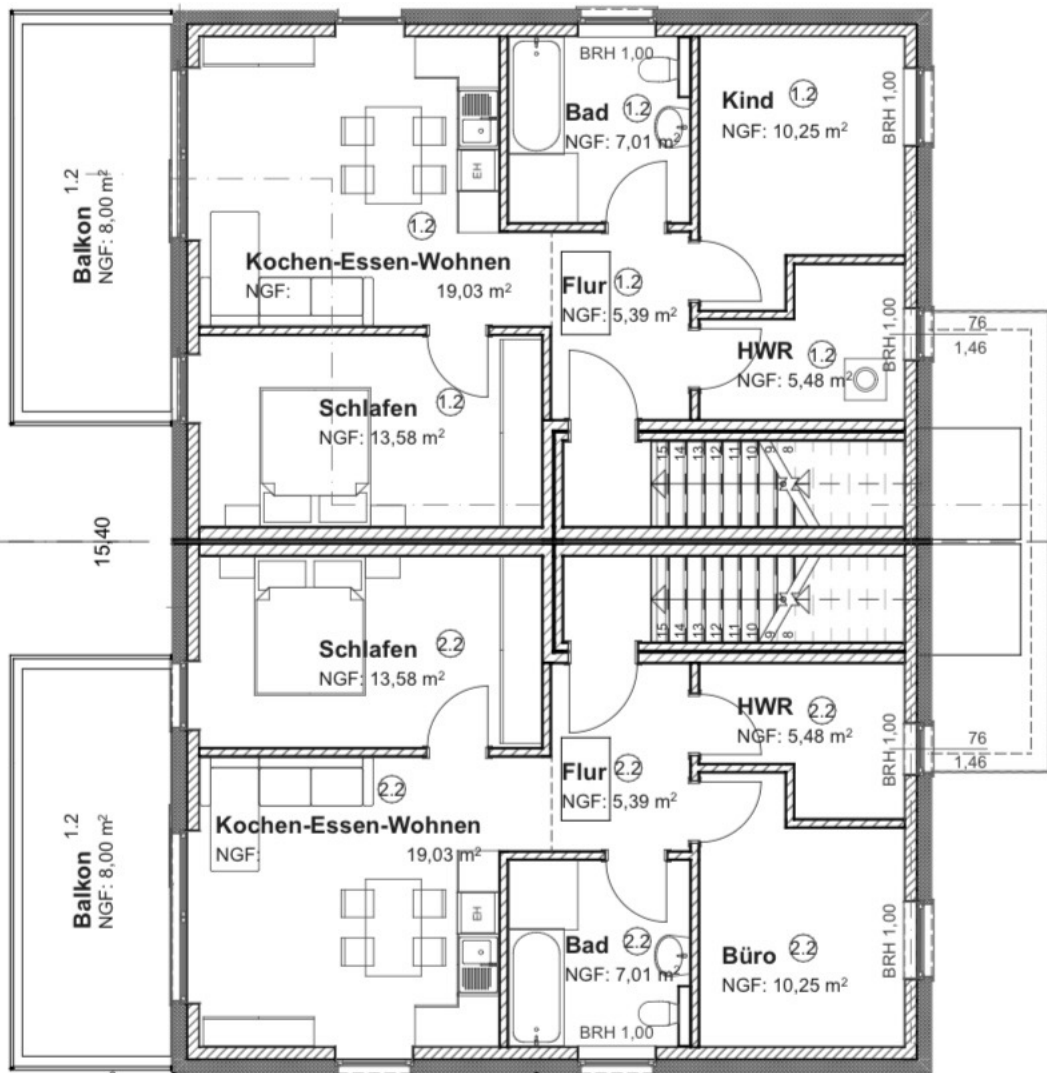 BRH 1,00
Bad 1.2
NGF: 7,01 m²
Kind 1.2
NGF: 10,25 m²
BRH 1,00
Balkon 1.2
NGF: 8,00 m²
EH
1.2
Kochen-Essen-Wohnen
NGF: 19,03 m²
Flur 1.2
NGF: 5,39 m²
BRH 1,00
76
1,46
HWR 1.2
NGF: 5,48 m²
Schlafen 1.2
NGF: 13,58 m²
15 14 13 12 11 10 9 8
15,40
15 14 13 12 11 10 9 8
Schlafen 2.2
NGF: 13,58 m²
HWR 2.2
NGF: 5,48 m²
BRH 1,00
76
1,46
Flur 2.2
NGF: 5,39 m²
2.2
Kochen-Essen-Wohnen
NGF: 19,03 m²
Balkon 1.2
NGF: 8,00 m²
EH
Bad 2.2
NGF: 7,01 m²
Büro 2.2
NGF: 10,25 m²
BRH 1,00
BRH 1,00